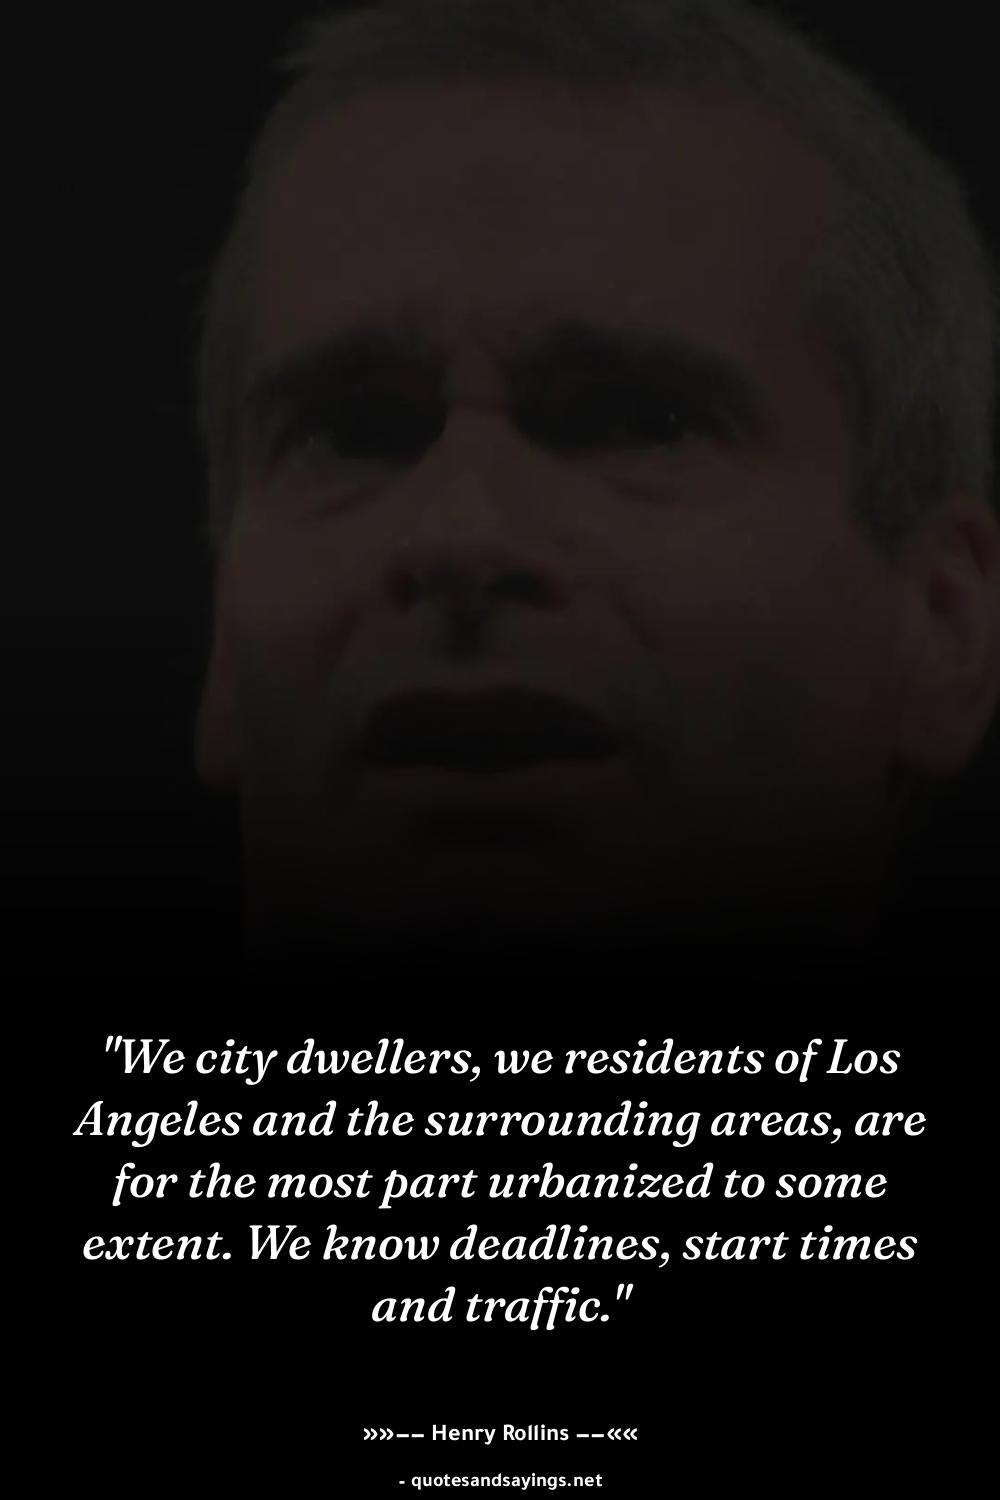 "We city dwellers, we residents of Los
Angeles and the surrounding areas, are
for the most part urbanized to some
extent. We know deadlines, start times
and traffic."
»»−− Henry Rollins −−««
- quotesandsayings.net